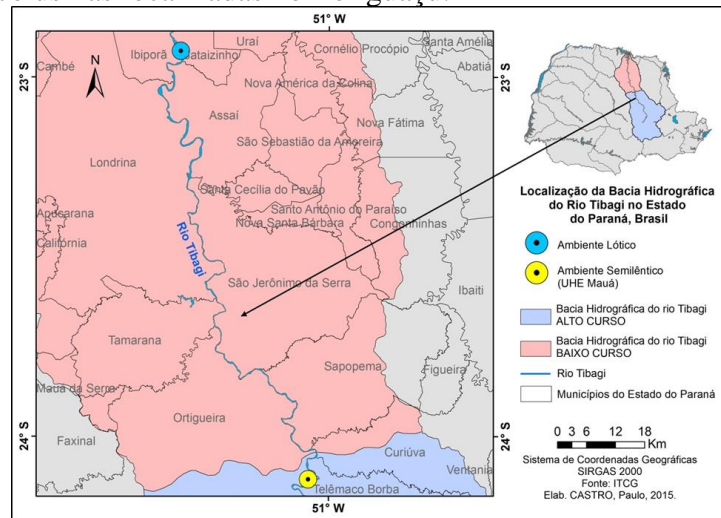 51° W
Uraí
Cornélio Procópio
Santa Amélia
Ibiporã
Jataizinho
Abatiá
Cambé
23° S
23° S
N
Nova América da Colina
Assaí
Nova Fátima
São Sebastião da Amoreira
Londrina
Santa Cecília do Pavão
Santo Antônio do Paraíso
Apucarana
Nova Santa Bárbara
Congonhinhas
Califórnia
Rio Tibagi
São Jerônimo da Serra
Ibaiti
Tamarana
Sapopema
Figueira
Mauá da Serra
Ortigueira
Faxinal
24° S
24° S
Curiúva
Ventania
Telêmaco Borba
51° W
Localização da Bacia Hidrográfica
do Rio Tibagi no Estado
do Paraná, Brasil
Ambiente Lótico
Ambiente Semilêntico
(UHE Mauá)
Bacia Hidrográfica do rio Tibagi
ALTO CURSO
Bacia Hidrográfica do rio Tibagi
BAIXO CURSO
Rio Tibagi
Municípios do Estado do Paraná
0 3 6 12 18
Km
Sistema de Coordenadas Geográficas
SIRGAS 2000
Fonte: ITCG
Elab. CASTRO, Paulo, 2015.